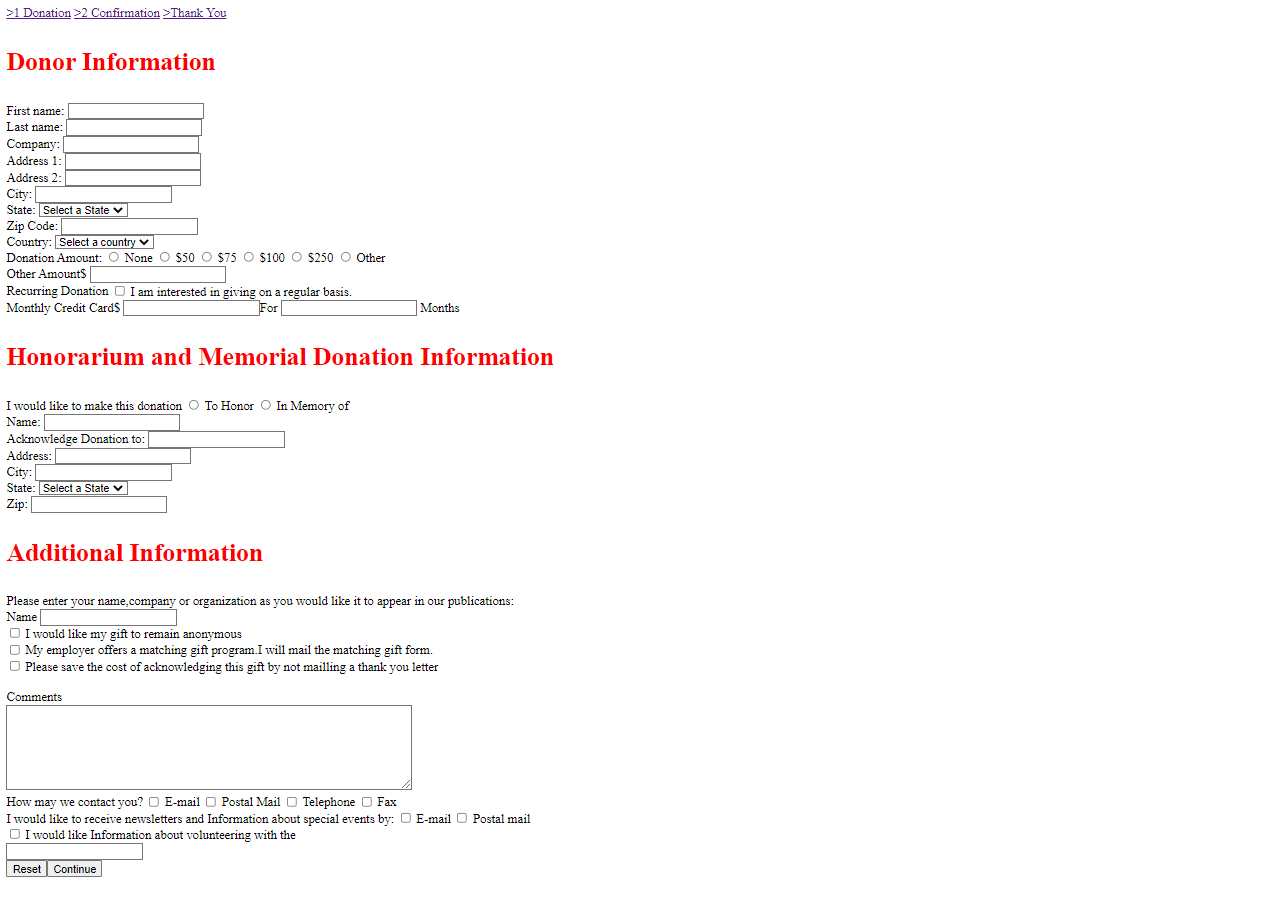 >1 Donation >2 Confirmation >Thank You
Donor Information
First name:
Last name:
Company:
Address 1:
Address 2:
City:
State: Select a State
Zip Code:
Country: Select a country
Donation Amount: None $50 $75 $100 $250 Other
Other Amount$
Recurring Donation I am interested in giving on a regular basis.
Monthly Credit Card$ For Months
Honorarium and Memorial Donation Information
I would like to make this donation To Honor In Memory of
Name:
Acknowledge Donation to:
Address:
City:
State: Select a State
Zip:
Additional Information
Please enter your name,company or organization as you would like it to appear in our publications:
Name
I would like my gift to remain anonymous
My employer offers a matching gift program.I will mail the matching gift form.
Please save the cost of acknowledging this gift by not mailling a thank you letter
Comments
How may we contact you? E-mail Postal Mail Telephone Fax
I would like to receive newsletters and Information about special events by: E-mail Postal mail
I would like Information about volunteering with the
Reset Continue